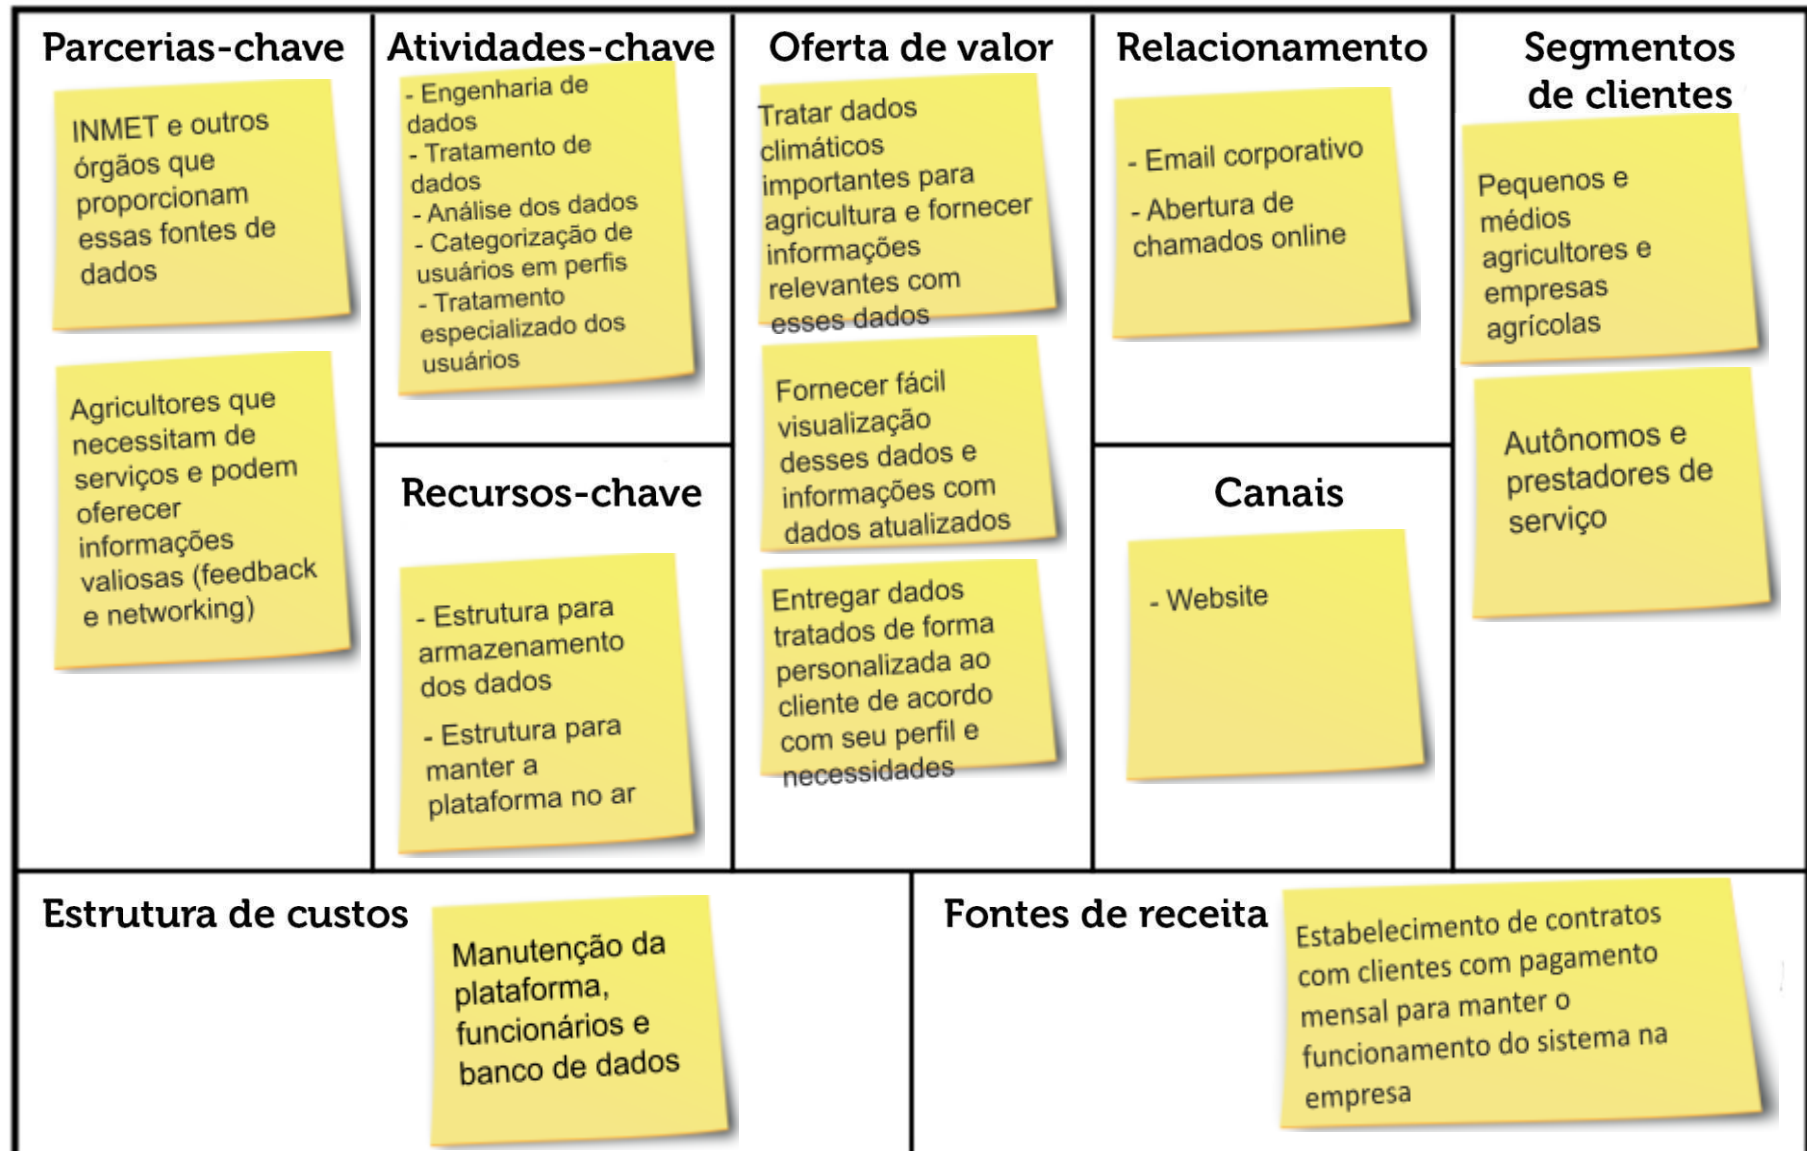 Parcerias-chave
INMET e outros
órgãos que
proporcionam
essas fontes de
dados
Agricultores que
necessitam de
serviços e podem
oferecer
informações
valiosas (feedback
e networking)
Atividades-chave
- Engenharia de
dados
- Tratamento de
dados
- Análise dos dados
- Categorização de
usuários em perfis
- Tratamento
especializado dos
usuários
Recursos-chave
- Estrutura para
armazenamento
dos dados
- Estrutura para
manter a
plataforma no ar
Oferta de valor
Tratar dados
climáticos
importantes para
agricultura e fornecer
informações
relevantes com
esses dados
Fornecer fácil
visualização
desses dados e
informações com
dados atualizados
Entregar dados
tratados de forma
personalizada ao
cliente de acordo
com seu perfil e
necessidades
Relacionamento
- Email corporativo
- Abertura de
chamados online
Canais
- Website
Segmentos
de clientes
Pequenos e
médios
agricultores e
empresas
agrícolas
Autônomos e
prestadores de
serviço
Estrutura de custos
Manutenção da
plataforma,
funcionários e
banco de dados
Fontes de receita
Estabelecimento de contratos
com clientes com pagamento
mensal para manter o
funcionamento do sistema na
empresa